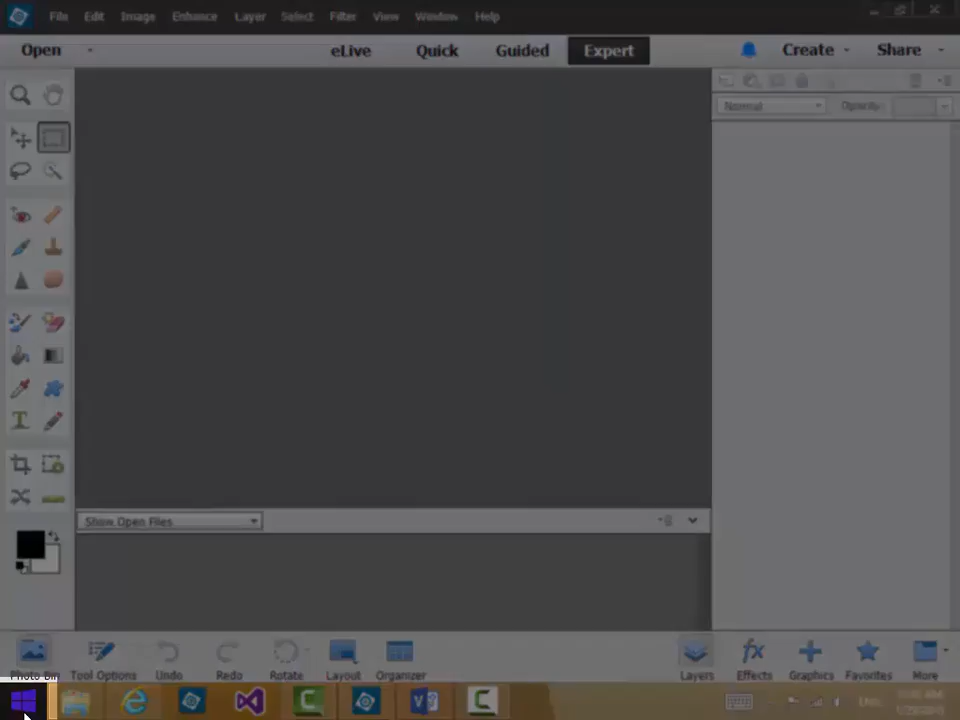 File Edit Image Enhance Layer Select Filter View Window Help
Open eLive Quick Guided Expert Create Share
Normal Opacity:
T
Show Open Files
Photo Bin Tool Options Undo Redo Rotate Layout Organizer Layers Effects Graphics Favorites More
fx